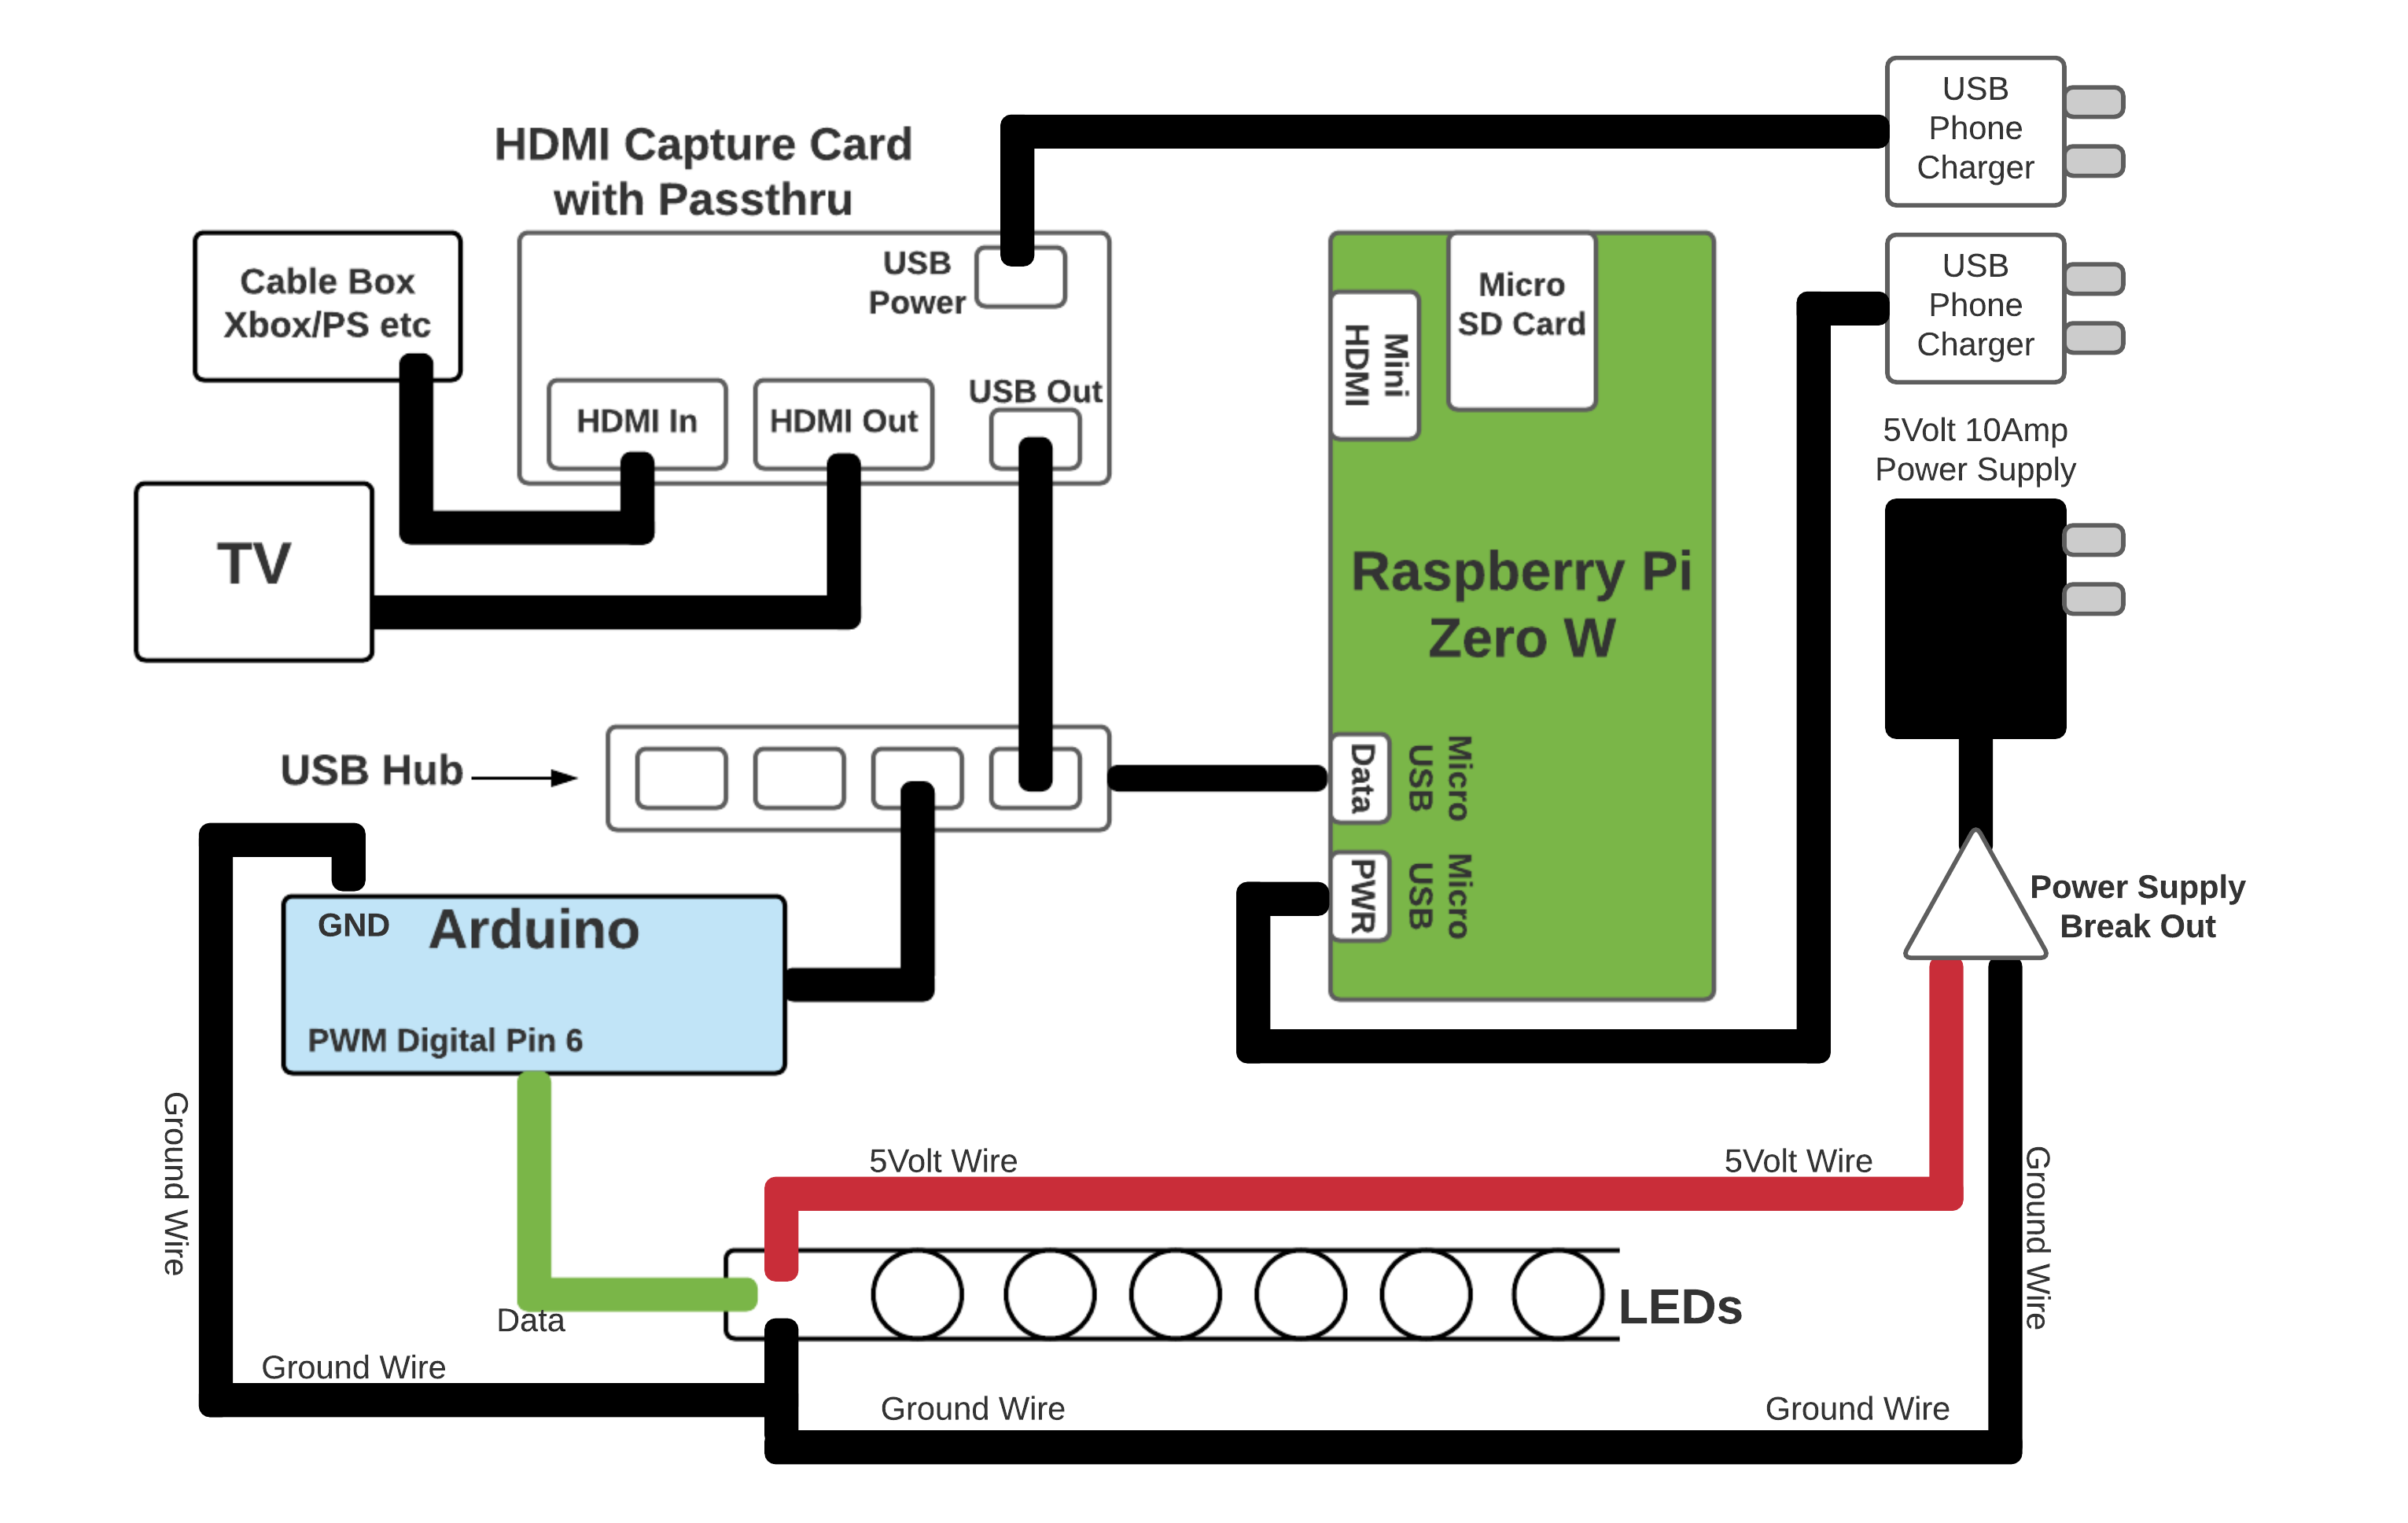 USB
Phone
Charger
HDMI Capture Card
with Passthru
Cable Box
Xbox/PS etc
USB
Power
HDMI In
HDMI Out
USB Out
Mini
HDMI
Micro
SD Card
USB
Phone
Charger
5Volt 10Amp
Power Supply
TV
Raspberry Pi
Zero W
USB Hub
Data
Micro
USB
PWR
Micro
USB
Power Supply
Break Out
GND
Arduino
PWM Digital Pin 6
Ground Wire
5Volt Wire
5Volt Wire
Ground Wire
Data
LEDs
Ground Wire
Ground Wire
Ground Wire